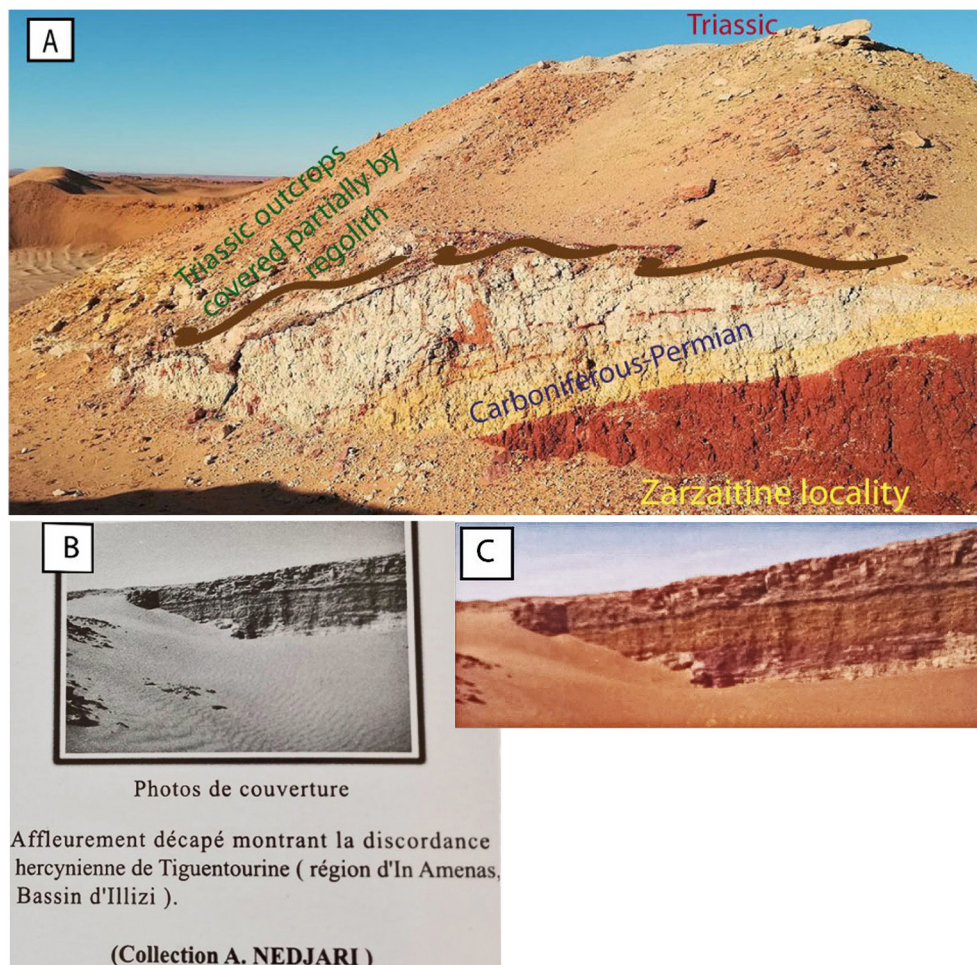 A
Triassic
Triassic outcrops
covered partially by
regolith
Carboniferous-Permian
Zarzaitine locality
B
C
Photos de couverture
Affleurement décapé montrant la discordance
hercynienne de Tiguentourine ( région d'In Amenas,
Bassin d'Illizi ).
(Collection A. NEDJARI )